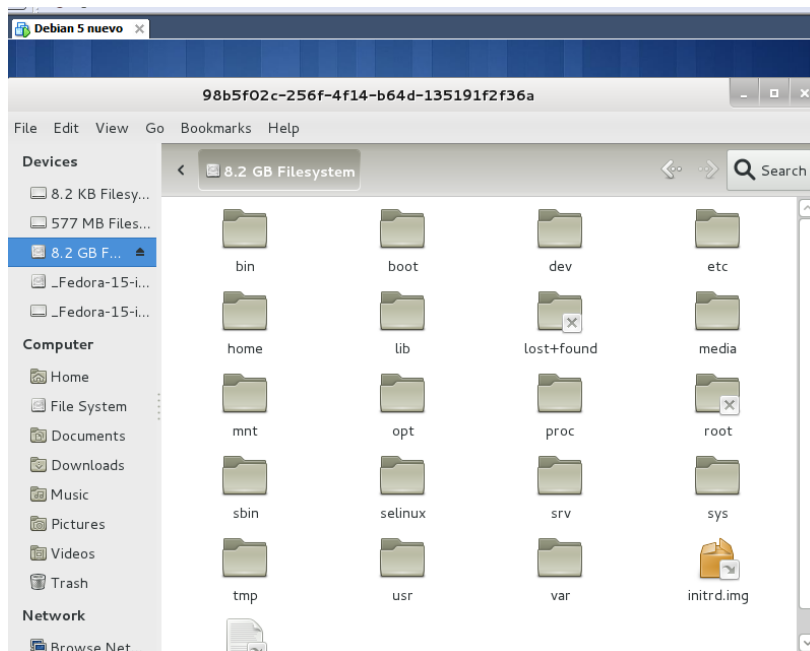 Debian 5 nuevo
98b5f02c-256f-4f14-b64d-135191f2f36a
File Edit View Go Bookmarks Help
Devices
8.2 KB Filesy...
577 MB Files...
8.2 GB F...
_Fedora-15-i...
_Fedora-15-i...
Computer
Home
File System
Documents
Downloads
Music
Pictures
Videos
Trash
Network
Browse Net...
8.2 GB Filesystem
Search
bin boot dev etc
home lib lost+found media
mnt opt proc root
sbin selinux srv sys
tmp usr var initrd.img